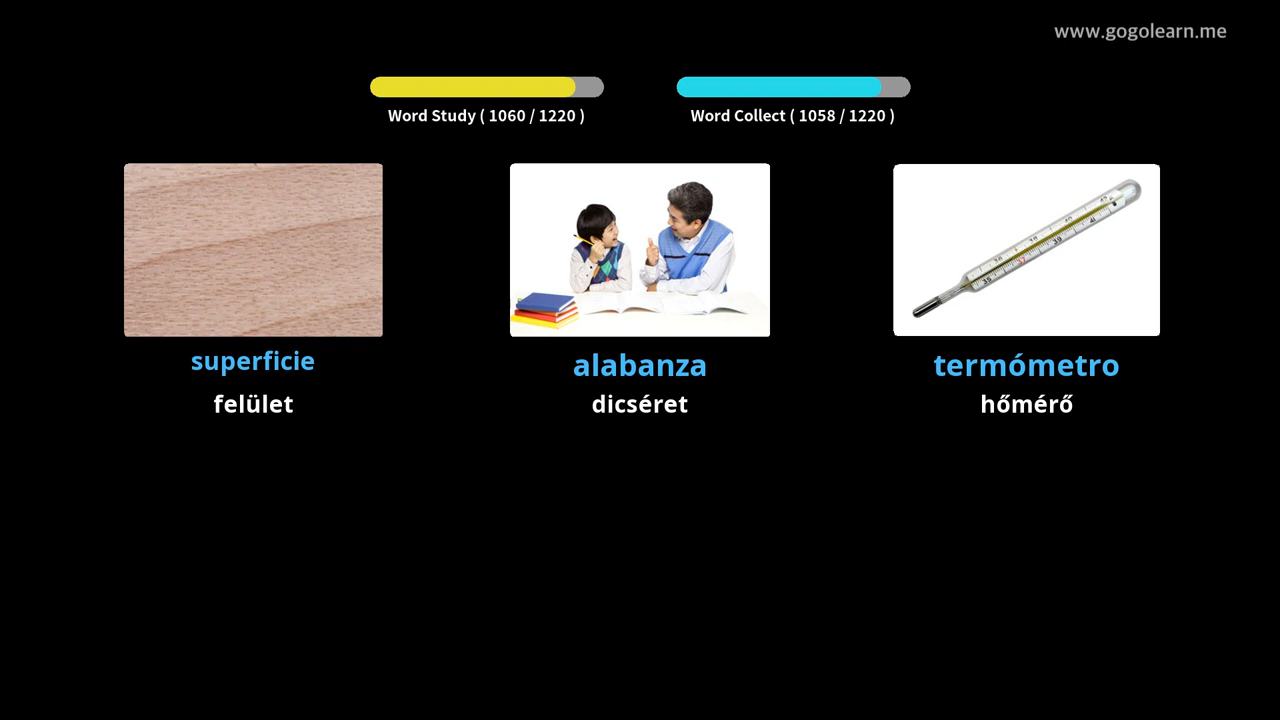 www.gogolearn.me
Word Study ( 1060 / 1220 )
Word Collect ( 1058 / 1220 )
superficie
alabanza
termómetro
felület
dicséret
hőmérő